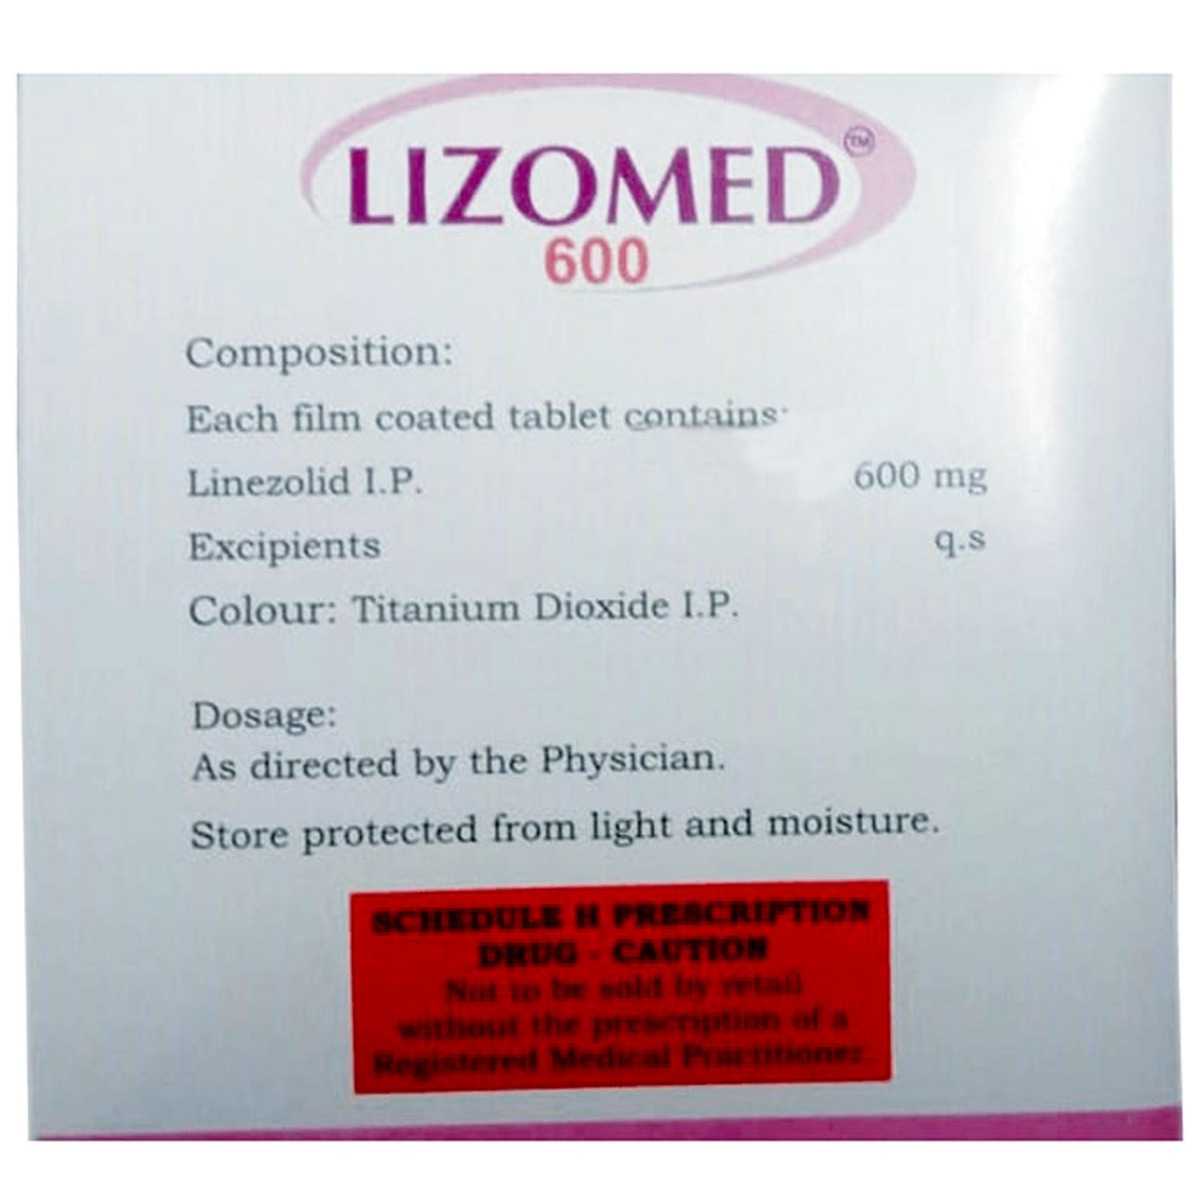 LIZOMED™
600
Composition:
Each film coated tablet contains:
Linezolid I.P. 600 mg
Excipients q.s
Colour: Titanium Dioxide I.P.
Dosage:
As directed by the Physician.
Store protected from light and moisture.
SCHEDULE H PRESCRIPTION
DRUG - CAUTION
Not to be sold by retail
without the prescription of a
Registered Medical Practitioner.